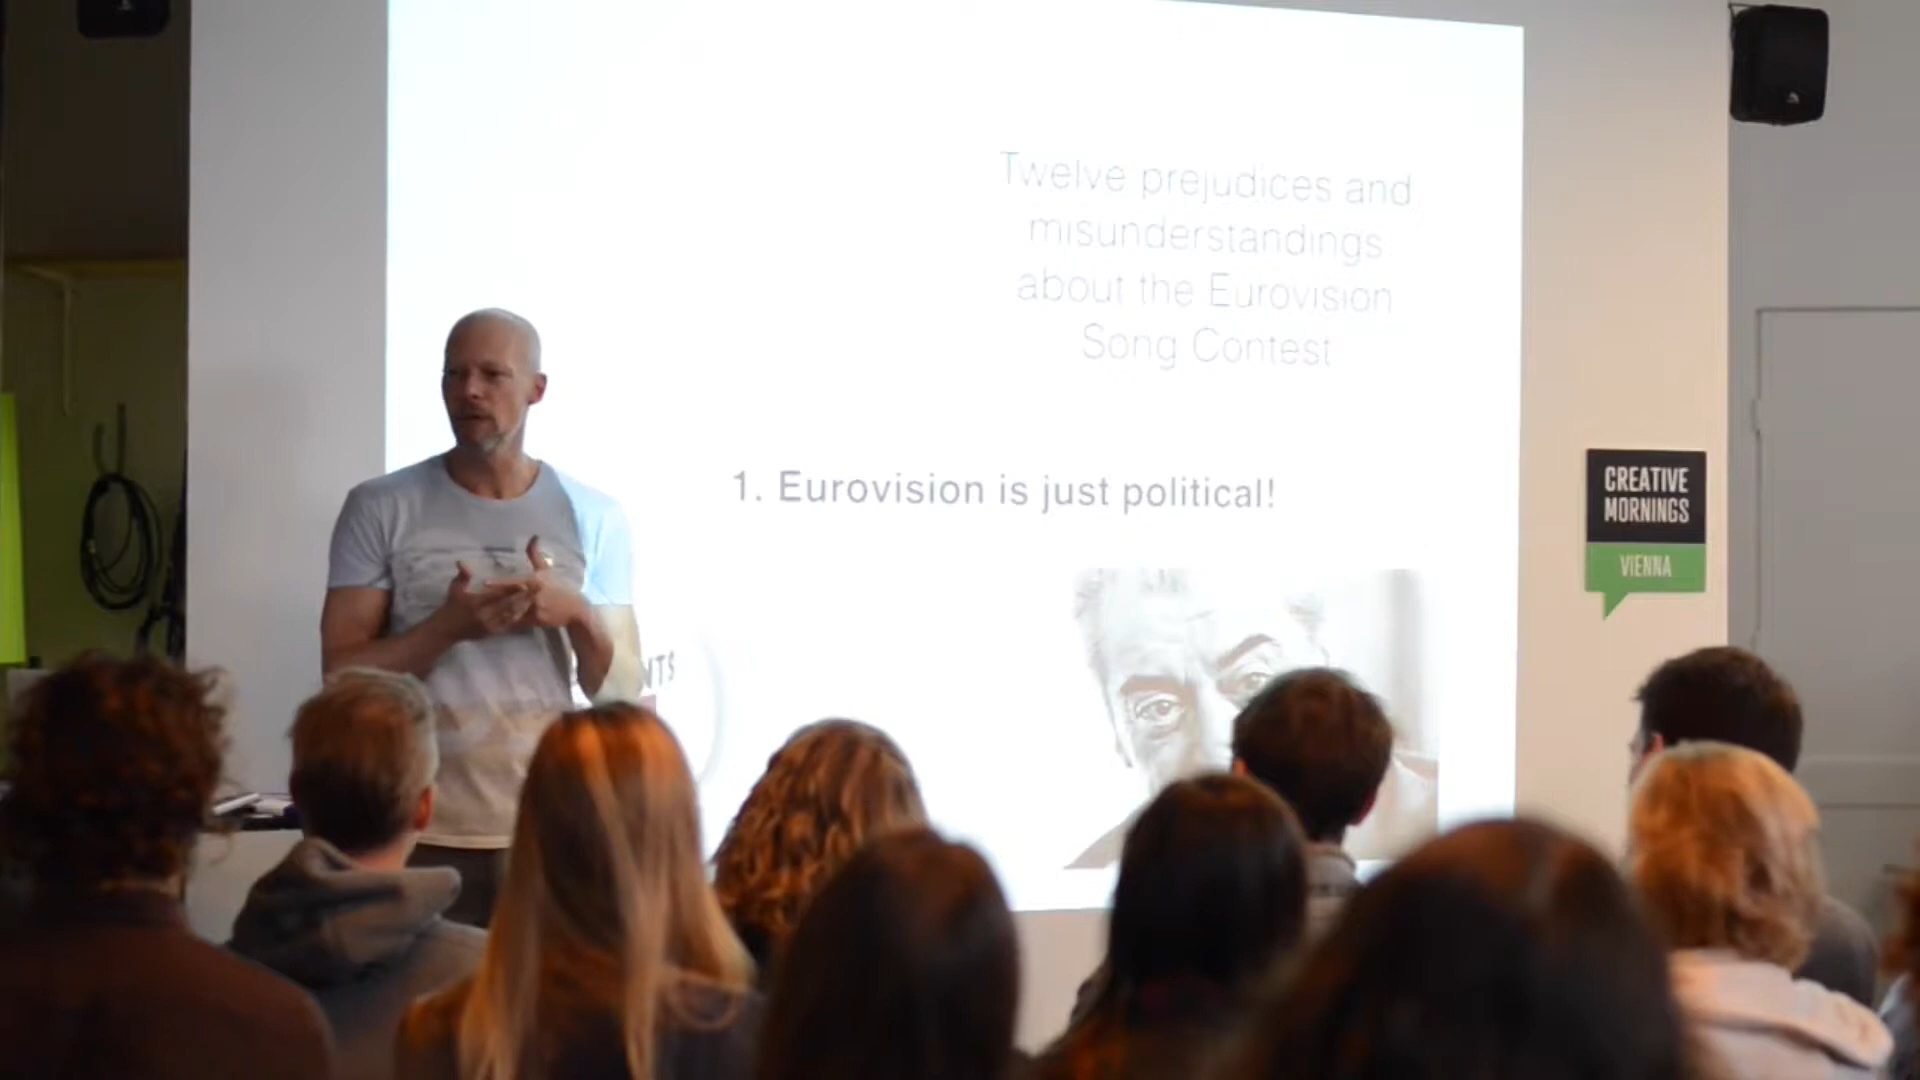 Twelve prejudices and
misunderstandings
about the Eurovision
Song Contest
1. Eurovision is just political!
CREATIVE
MORNINGS
VIENNA